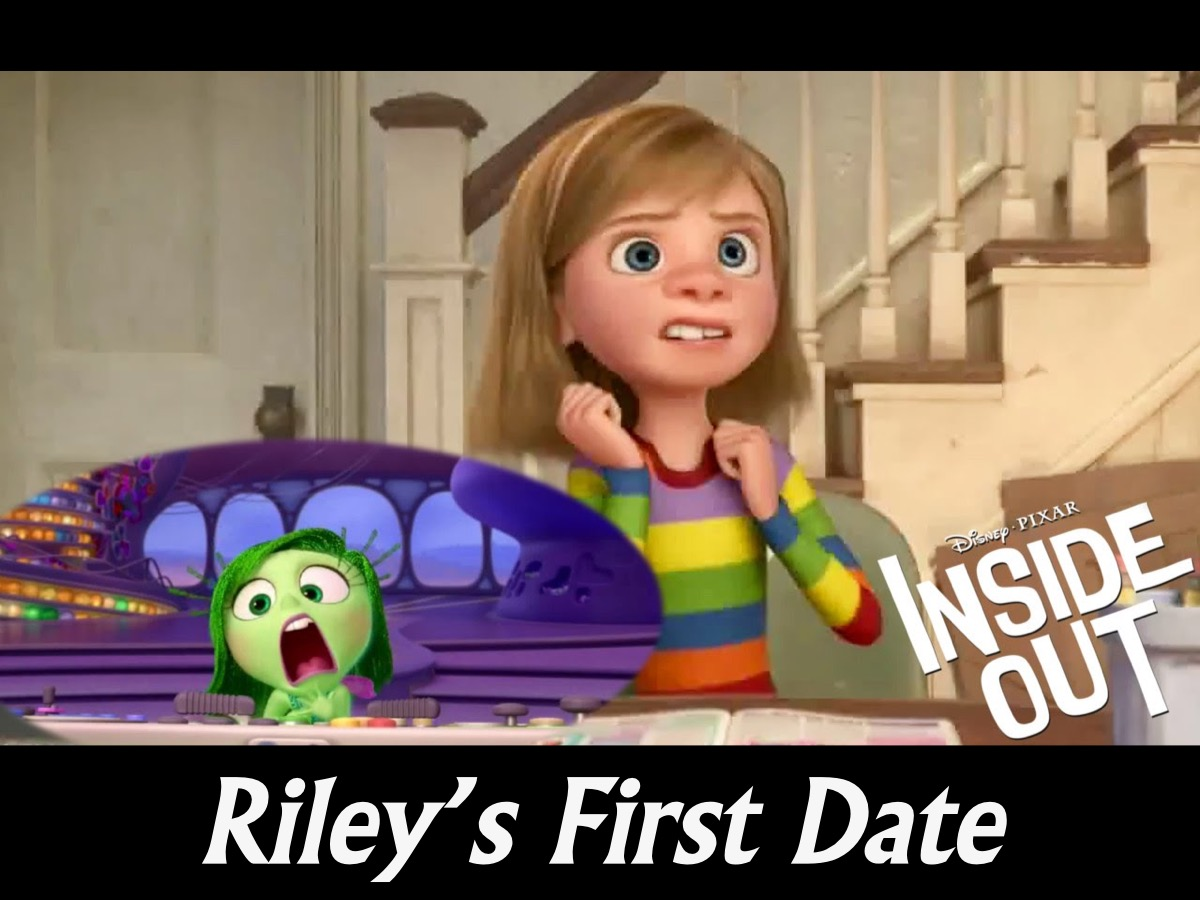 Disney·PIXAR
INSIDE
OUT
Riley's First Date